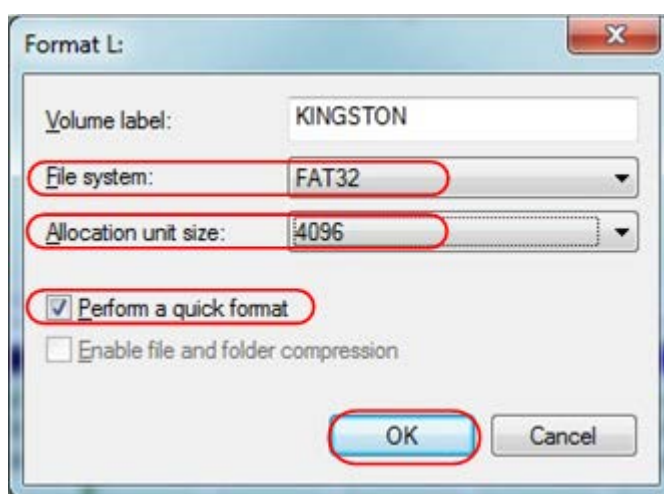 Format L:
Volume label: KINGSTON
File system: FAT32
Allocation unit size: 4096
Perform a quick format
Enable file and folder compression
OK Cancel